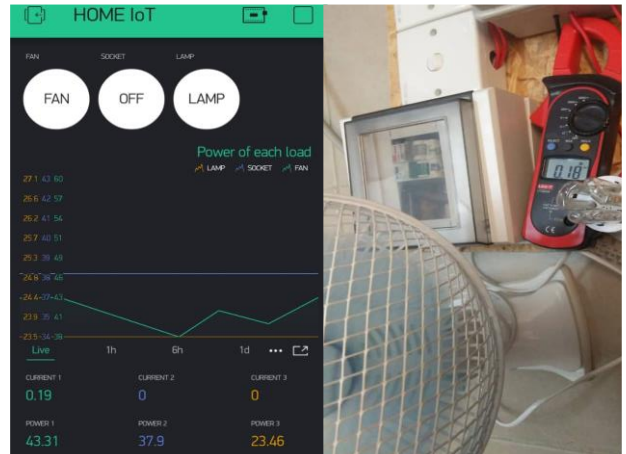 HOME IoT
FAN SOCKET LAMP
FAN OFF LAMP
Power of each load
LAMP SOCKET FAN
27.1 43 60
26.6 42 57
26.2 41 54
25.7 40 51
25.3 39 49
24.8 38 46
24.4 37 43
23.9 35 41
23.5 34 38
Live 1h 6h 1d
CURRENT 1 CURRENT 2 CURRENT 3
0.19 0 0
POWER 1 POWER 2 POWER 3
43.31 37.9 23.46
0.18
UNI-T
CE